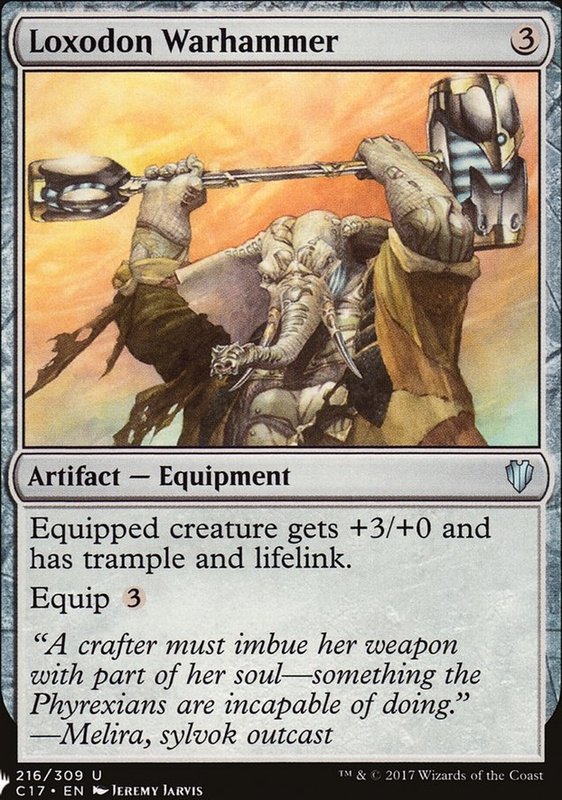 Loxodon Warhammer 3
Artifact — Equipment
Equipped creature gets +3/+0 and
has trample and lifelink.
Equip 3
“A crafter must imbue her weapon
with part of her soul—something the
Phyrexians are incapable of doing.”
—Melira, sylvok outcast
216/309 U
C17 • EN Jeremy Jarvis
™ & © 2017 Wizards of the Coast